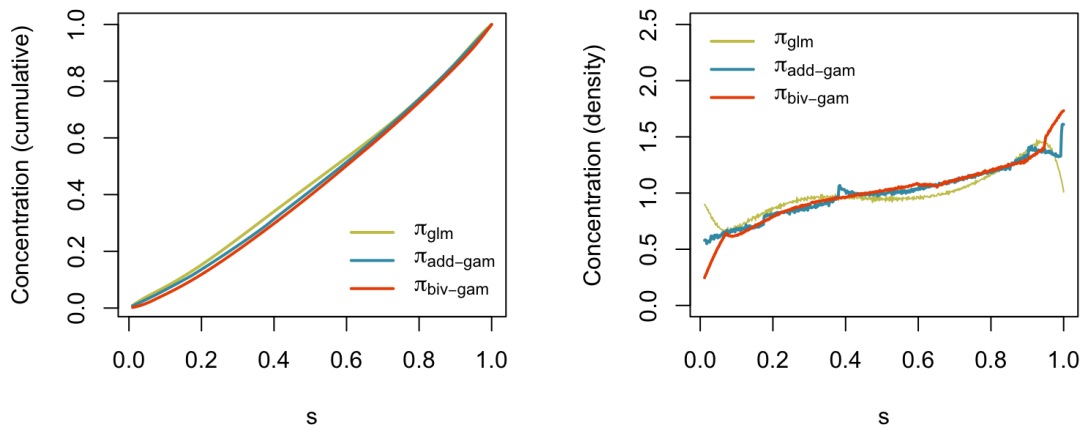 Concentration (cumulative)
1.0
0.8
0.6
0.4
0.2
0.0
πglm
πadd−gam
πbiv−gam
0.0 0.2 0.4 0.6 0.8 1.0
s
Concentration (density)
2.5
2.0
1.5
1.0
0.5
0.0
πglm
πadd−gam
πbiv−gam
0.0 0.2 0.4 0.6 0.8 1.0
s